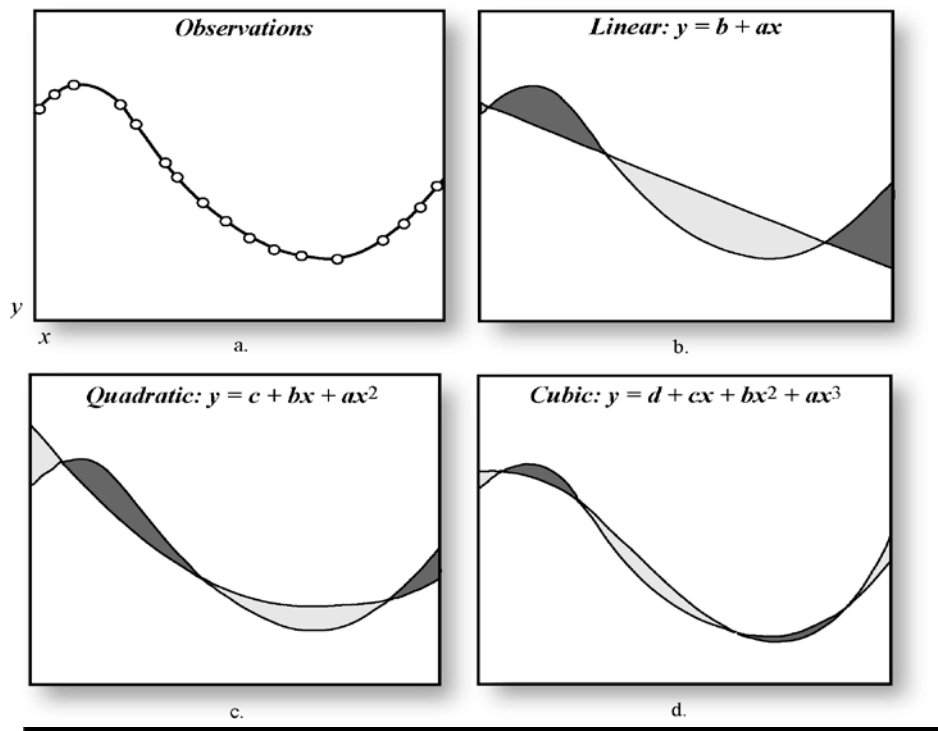 Observations
y
x
a.
Linear: y = b + ax
b.
Quadratic: y = c + bx + ax²
c.
Cubic: y = d + cx + bx² + ax³
d.